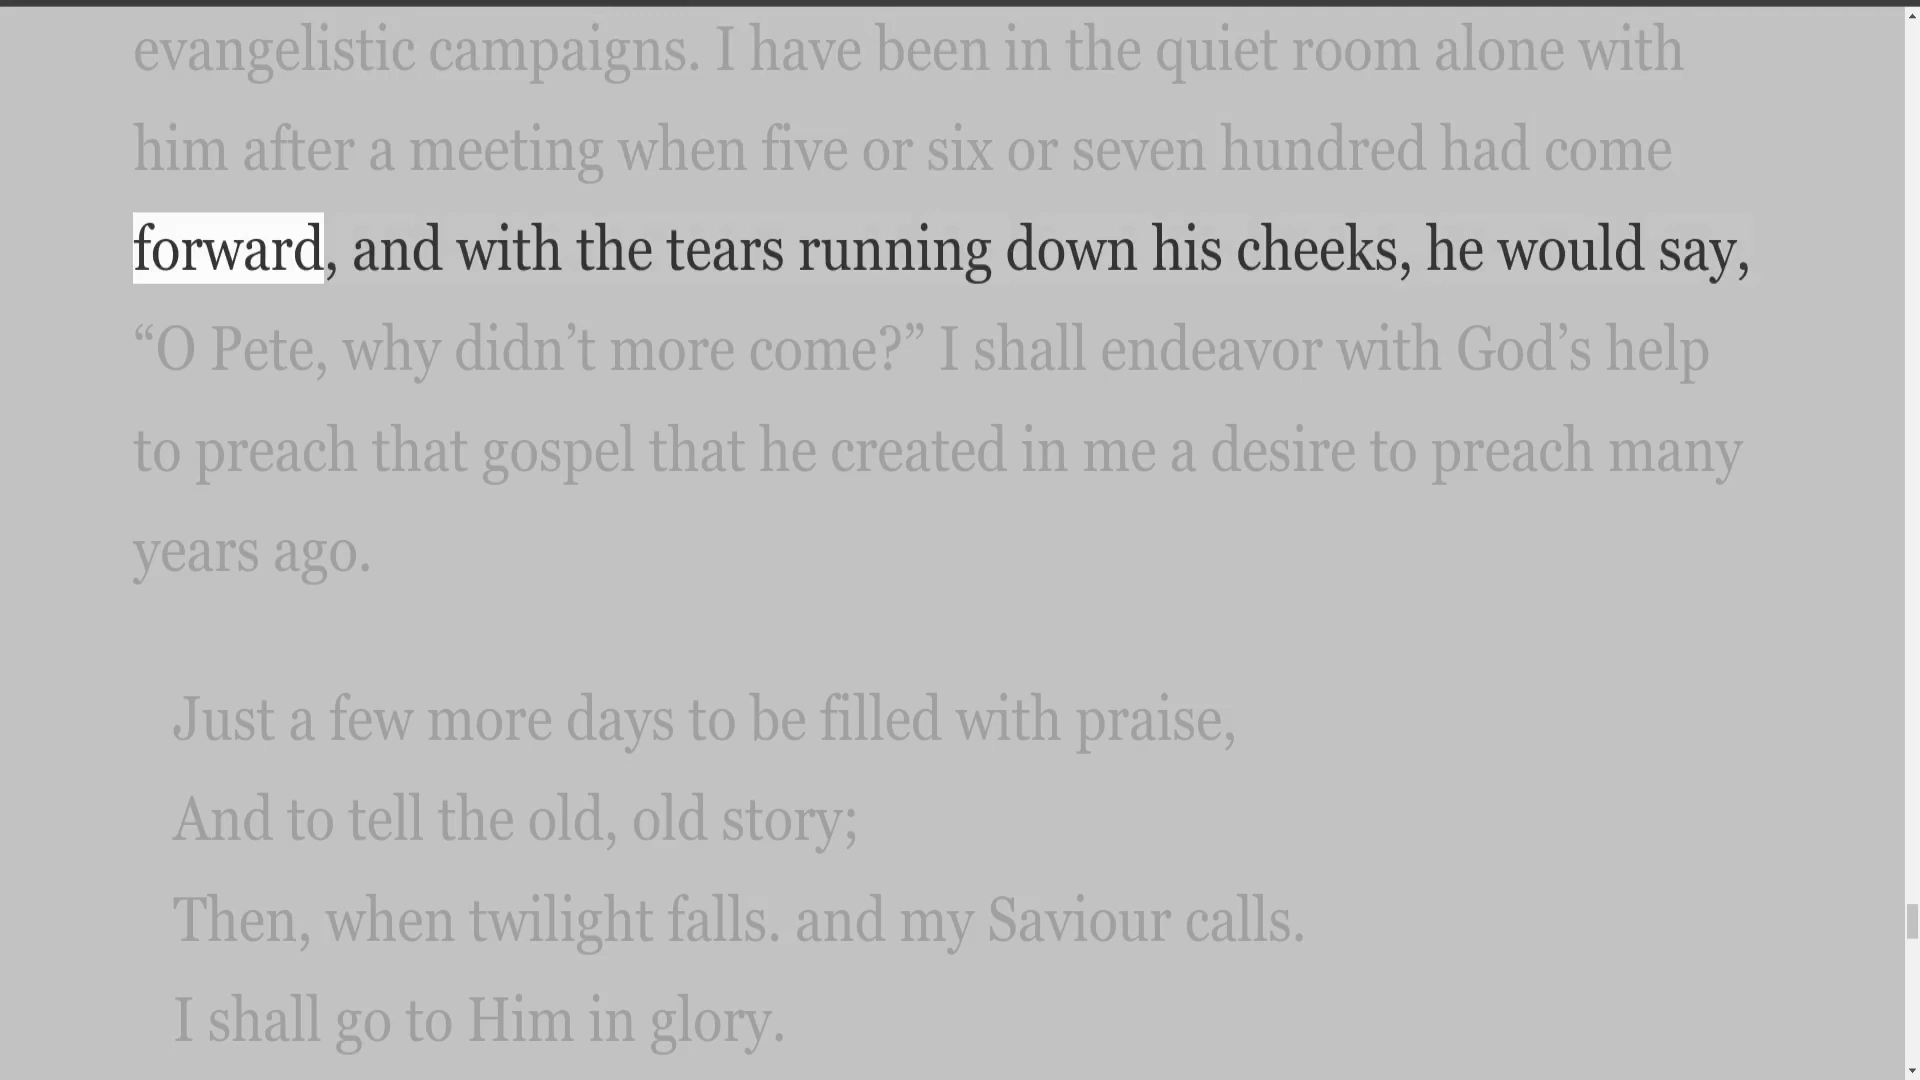 evangelistic campaigns. I have been in the quiet room alone with
him after a meeting when five or six or seven hundred had come
forward, and with the tears running down his cheeks, he would say,
“O Pete, why didn’t more come?” I shall endeavor with God’s help
to preach that gospel that he created in me a desire to preach many
years ago.
Just a few more days to be filled with praise,
And to tell the old, old story;
Then, when twilight falls. and my Saviour calls.
I shall go to Him in glory.